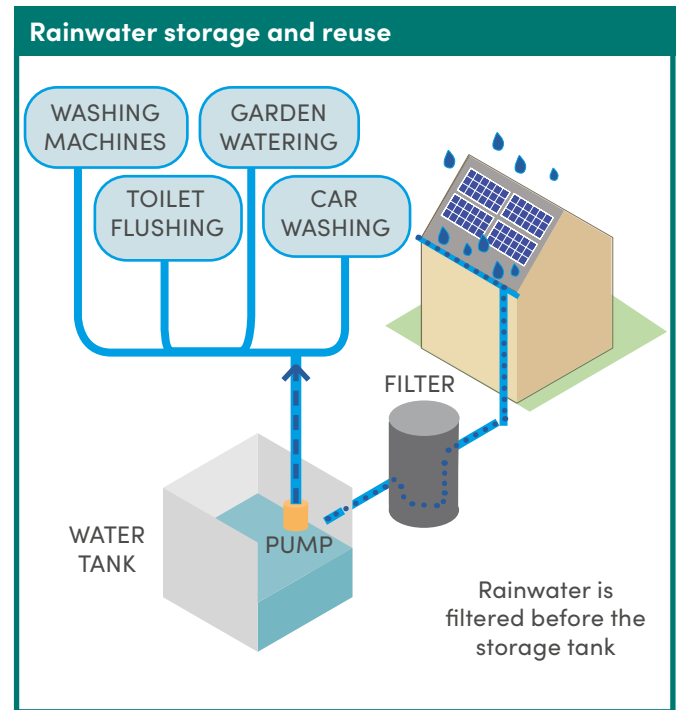 Rainwater storage and reuse
WASHING
MACHINES
GARDEN
WATERING
TOILET
FLUSHING
CAR
WASHING
FILTER
WATER
TANK
PUMP
Rainwater is
filtered before the
storage tank